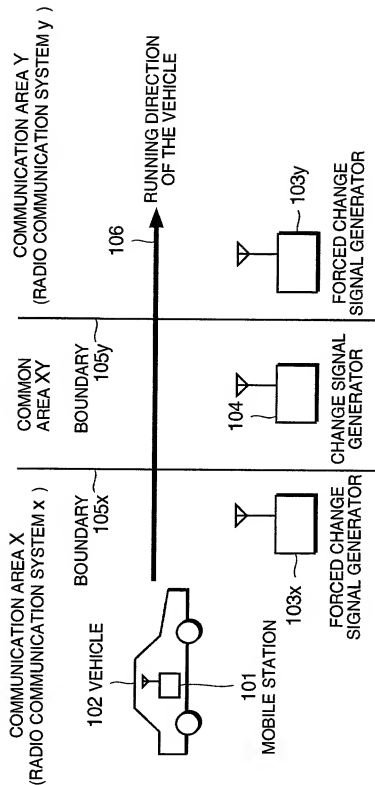 COMMUNICATION AREA X
(RADIO COMMUNICATION SYSTEM x )
COMMON
AREA XY
COMMUNICATION AREA Y
(RADIO COMMUNICATION SYSTEM y )
BOUNDARY
105x
BOUNDARY
105y
102 VEHICLE
106
RUNNING DIRECTION
OF THE VEHICLE
101
MOBILE STATION
103x
FORCED CHANGE
SIGNAL GENERATOR
104
CHANGE SIGNAL
GENERATOR
103y
FORCED CHANGE
SIGNAL GENERATOR